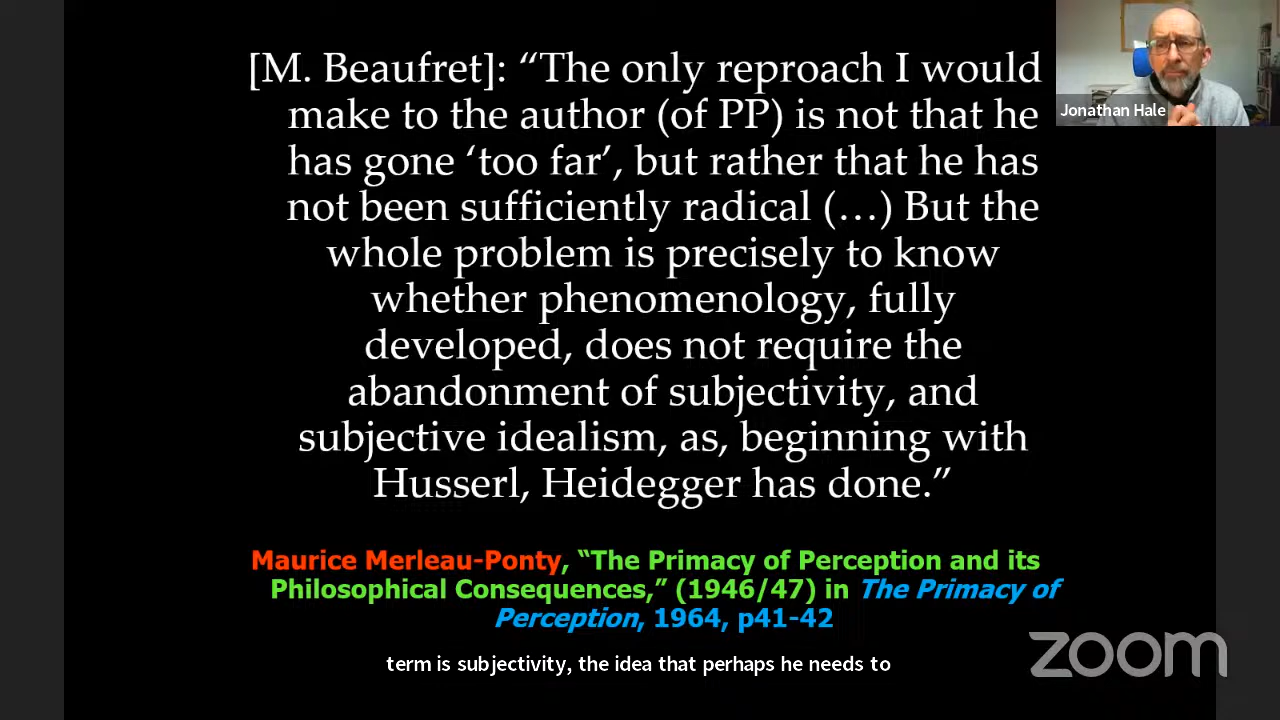 [M. Beaufret]: “The only reproach I would
make to the author (of PP) is not that he
has gone ‘too far’, but rather that he has
not been sufficiently radical (…) But the
whole problem is precisely to know
whether phenomenology, fully
developed, does not require the
abandonment of subjectivity, and
subjective idealism, as, beginning with
Husserl, Heidegger has done.”
Jonathan Hale
Maurice Merleau-Ponty, “The Primacy of Perception and its
Philosophical Consequences,” (1946/47) in The Primacy of
Perception, 1964, p41-42
term is subjectivity, the idea that perhaps he needs to
zoom